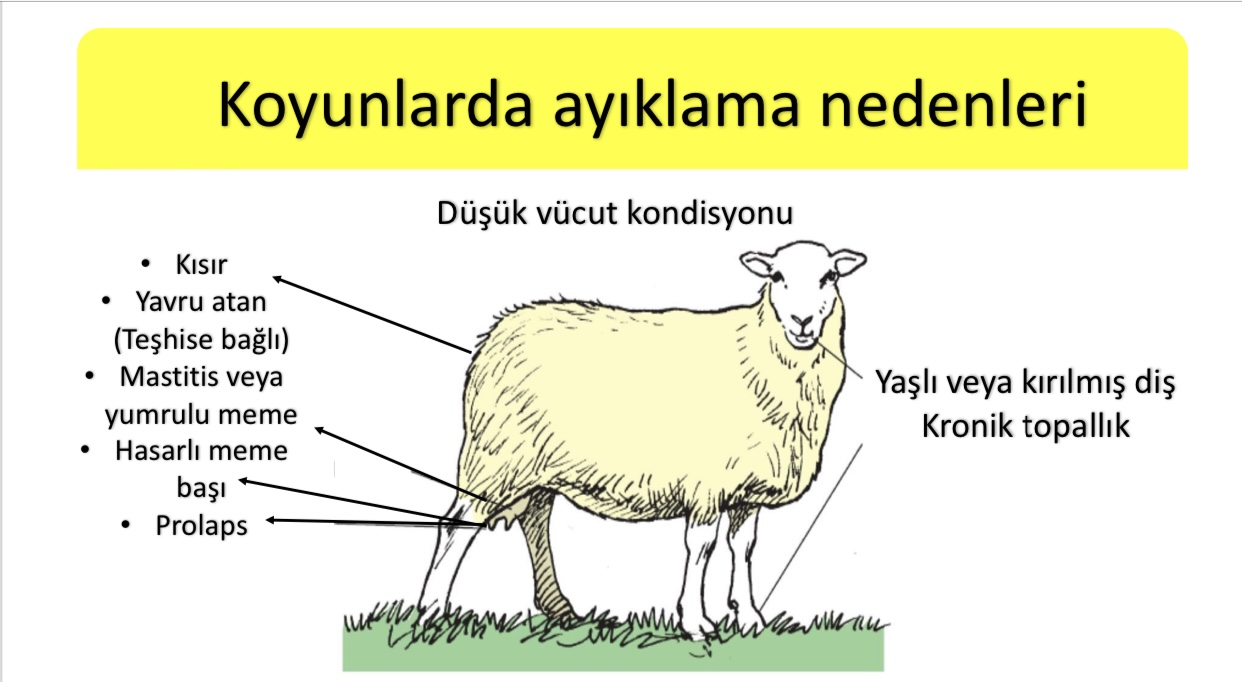 Koyunlarda ayıklama nedenleri
Düşük vücut kondisyonu
• Kısır
• Yavru atan
(Teşhise bağlı)
• Mastitis veya
yumrulu meme
• Hasarlı meme
başı
• Prolaps
Yaşlı veya kırılmış diş
Kronik topallık